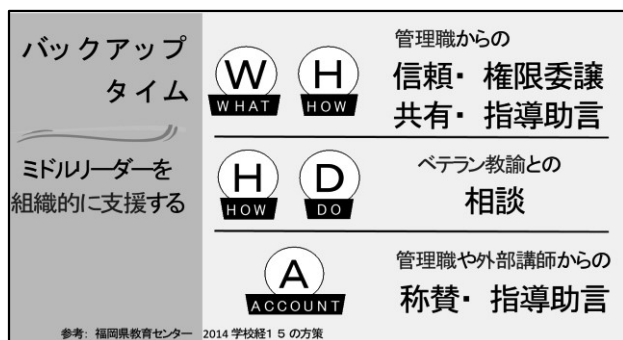 バックアップ
タイム
ミドルリーダーを
組織的に支援する
W
WHAT
H
HOW
管理職からの
信頼・ 権限委譲
共有・ 指導助言
H
HOW
D
DO
ベテラン教諭との
相談
A
ACCOUNT
管理職や外部講師からの
称賛・ 指導助言
参考: 福岡県教育センター 2014 学校経15の方策